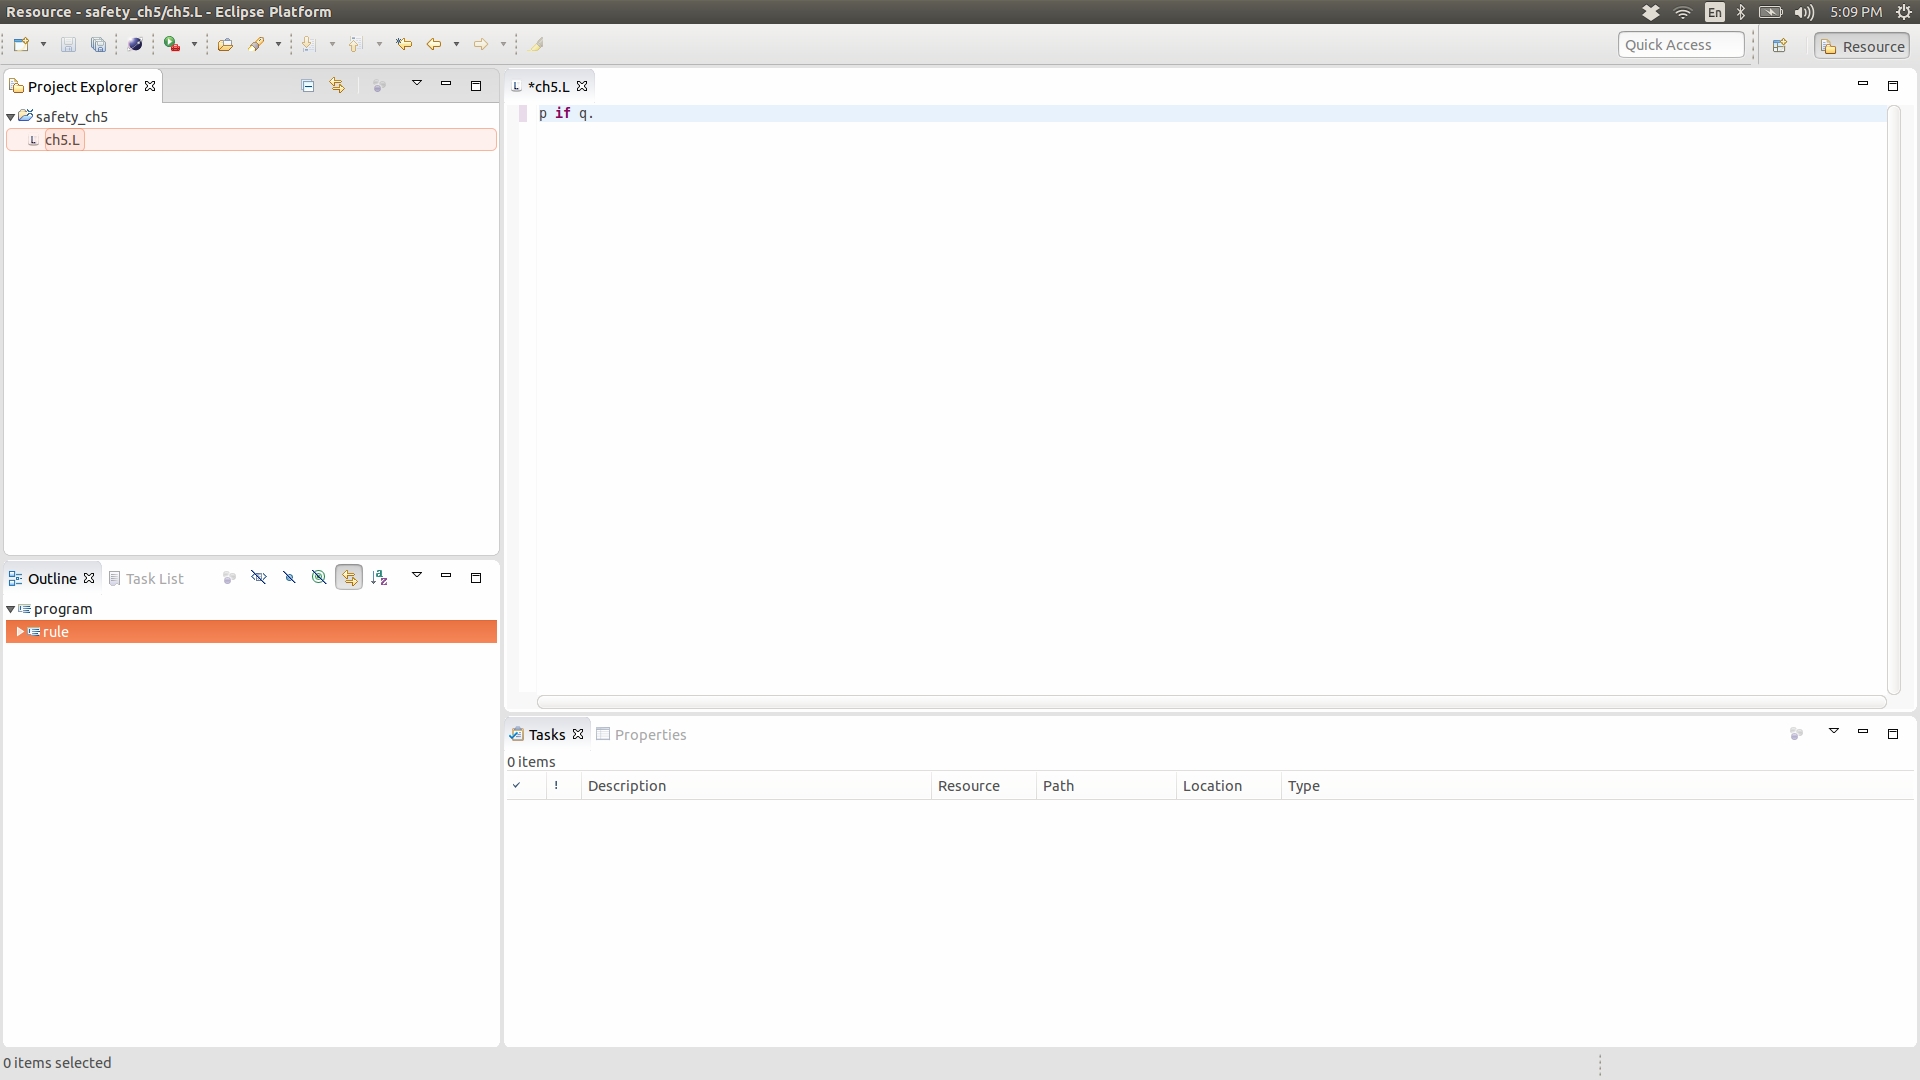 Resource - safety_ch5/ch5.L - Eclipse Platform
En
5:09 PM
Quick Access
Resource
Project Explorer
safety_ch5
ch5.L
*ch5.L
p if q.
Outline
Task List
program
rule
Tasks
Properties
0 items
! Description Resource Path Location Type
0 items selected